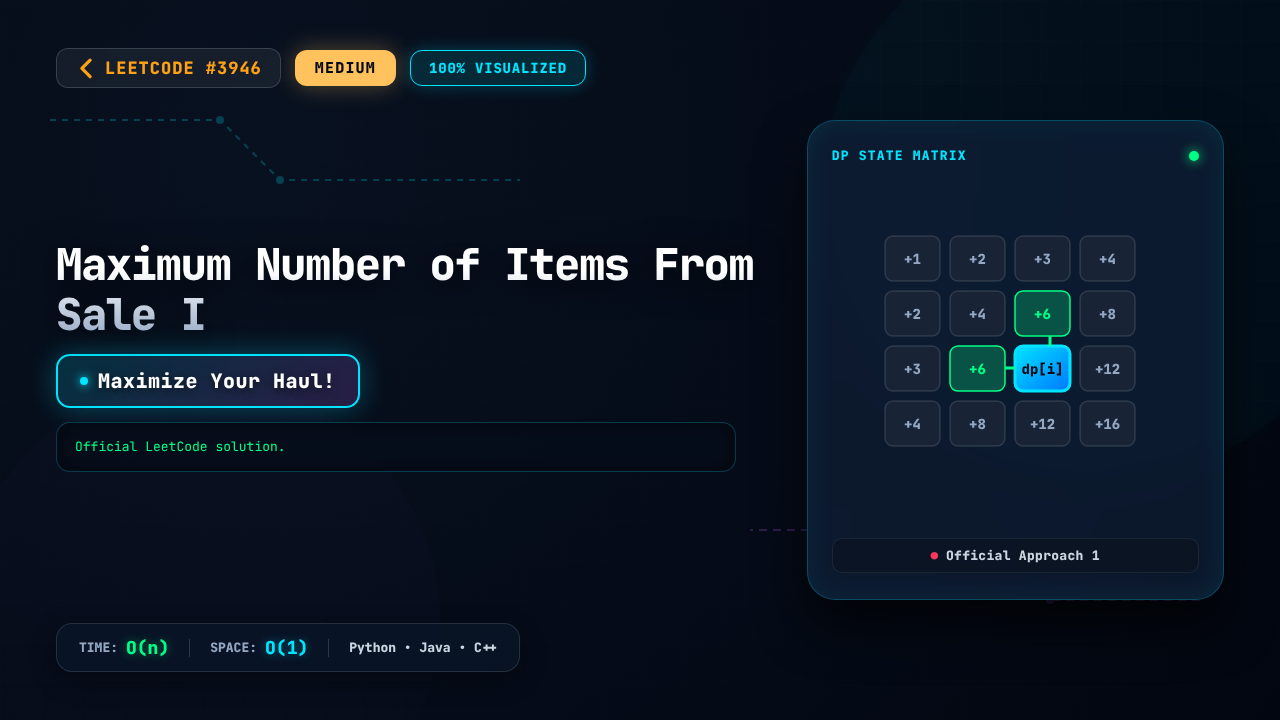 LEETCODE #3946
MEDIUM
100% VISUALIZED
Maximum Number of Items From
Sale I
Maximize Your Haul!
Official LeetCode solution.
TIME: O(n)
SPACE: O(1)
Python • Java • C++
DP STATE MATRIX
+1 +2 +3 +4
+2 +4 +6 +8
+3 +6 dp[i] +12
+4 +8 +12 +16
Official Approach 1